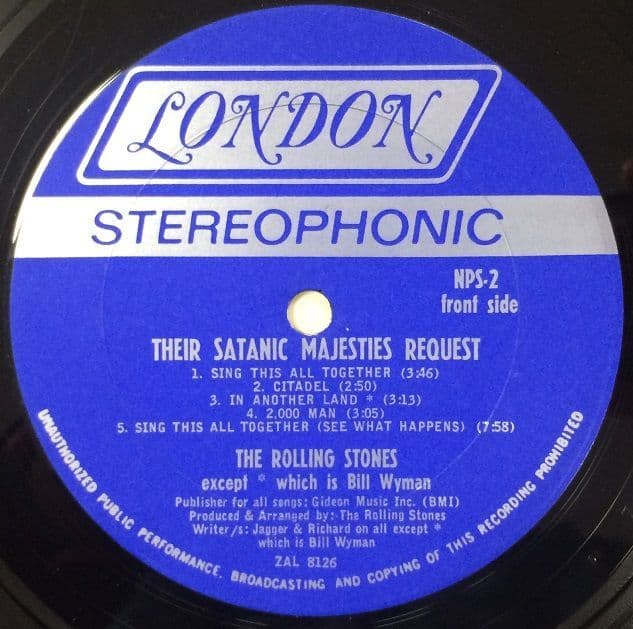 LONDON
STEREOPHONIC
NPS-2
front side
THEIR SATANIC MAJESTIES REQUEST
1. SING THIS ALL TOGETHER (3:46)
2. CITADEL (2:50)
3. IN ANOTHER LAND * (3:13)
4. 2,000 MAN (3:05)
5. SING THIS ALL TOGETHER (SEE WHAT HAPPENS) (7:58)
THE ROLLING STONES
except * which is Bill Wyman
Publisher for all songs: Gideon Music Inc. (BMI)
Produced & Arranged by: The Rolling Stones
Writer/s: Jagger & Richard on all except *
which is Bill Wyman
ZAL 8126
UNAUTHORIZED PUBLIC PERFORMANCE, BROADCASTING AND COPYING OF THIS RECORDING PROHIBITED